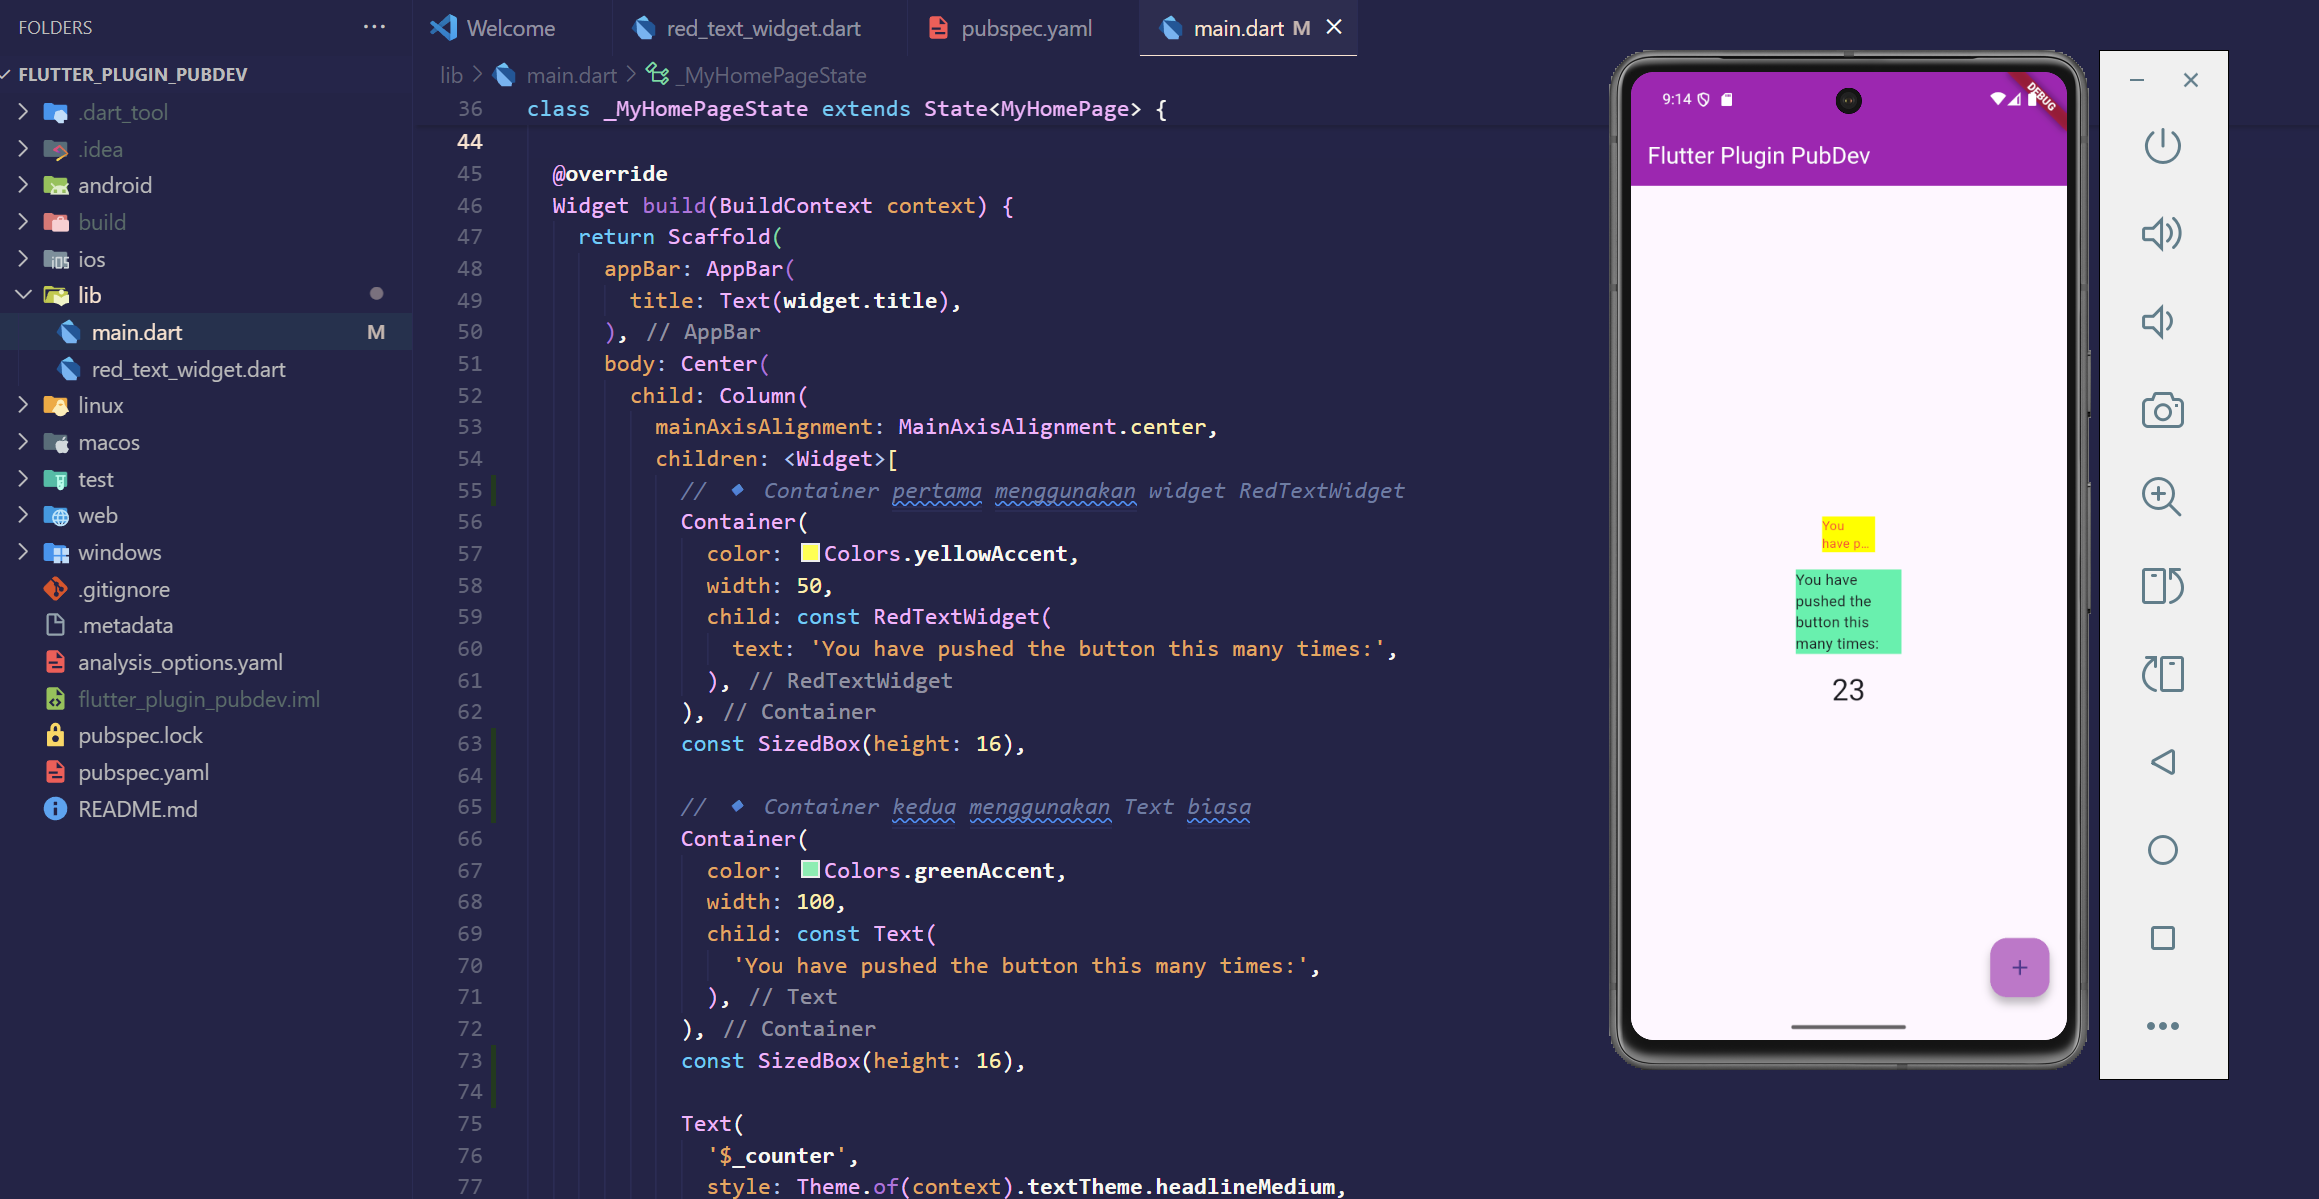 FOLDERS
FLUTTER_PLUGIN_PUBDEV
.dart_tool
.idea
android
build
ios
lib
main.dart M
red_text_widget.dart
linux
macos
test
web
windows
.gitignore
.metadata
analysis_options.yaml
flutter_plugin_pubdev.iml
pubspec.lock
pubspec.yaml
README.md
Welcome red_text_widget.dart pubspec.yaml main.dart M
lib > main.dart > _MyHomePageState
36 class _MyHomePageState extends State<MyHomePage> {
44
45 @override
46 Widget build(BuildContext context) {
47 return Scaffold(
48 appBar: AppBar(
49 title: Text(widget.title),
50 ), // AppBar
51 body: Center(
52 child: Column(
53 mainAxisAlignment: MainAxisAlignment.center,
54 children: <Widget>[
55 // 🔹 Container pertama menggunakan widget RedTextWidget
56 Container(
57 color: Colors.yellowAccent,
58 width: 50,
59 child: const RedTextWidget(
60 text: 'You have pushed the button this many times:',
61 ), // RedTextWidget
62 ), // Container
63 const SizedBox(height: 16),
64
65 // 🔹 Container kedua menggunakan Text biasa
66 Container(
67 color: Colors.greenAccent,
68 width: 100,
69 child: const Text(
70 'You have pushed the button this many times:',
71 ), // Text
72 ), // Container
73 const SizedBox(height: 16),
74
75 Text(
76 '$_counter',
77 style: Theme.of(context).textTheme.headlineMedium,
9:14
DEBUG
Flutter Plugin PubDev
You
have p...
You have
pushed the
button this
many times:
23
+